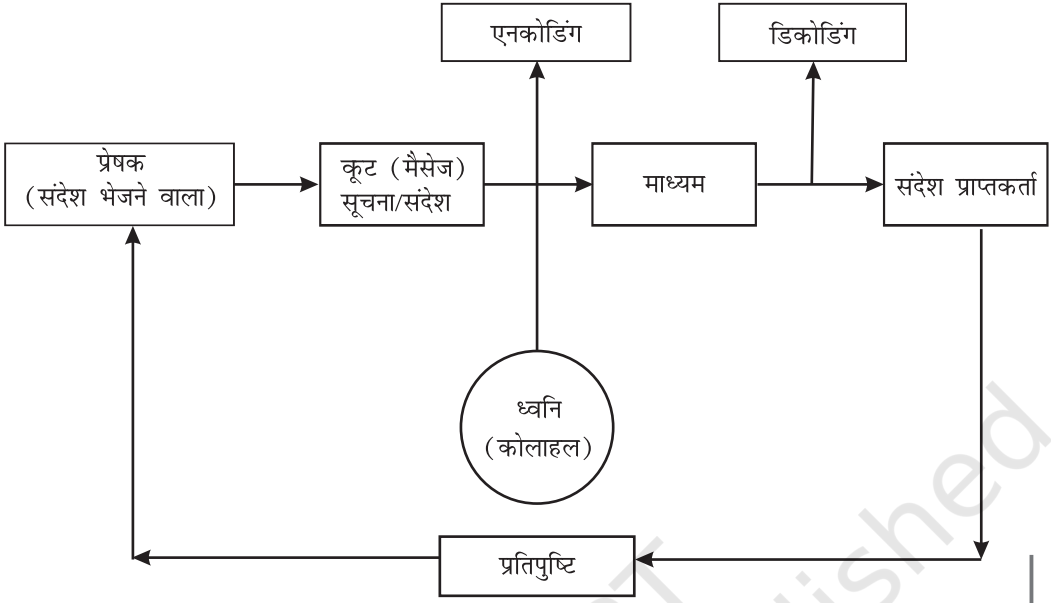 एनकोडिंग
डिकोडिंग
प्रेषक
(संदेश भेजने वाला)
कूट (मैसेज)
सूचना/संदेश
माध्यम
संदेश प्राप्तकर्ता
ध्वनि
(कोलाहल)
प्रतिपुष्टि